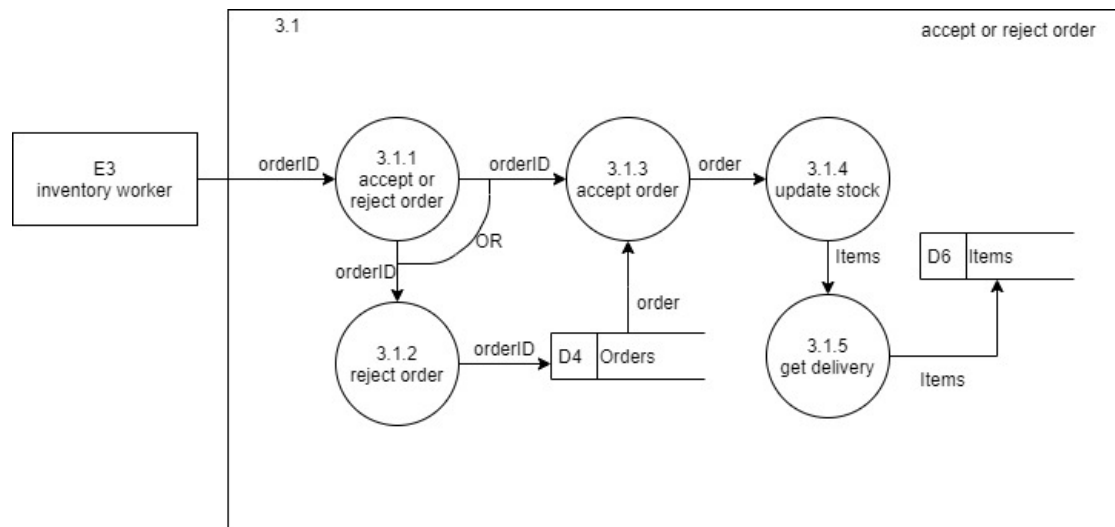 3.1
accept or reject order
E3
inventory worker
orderID
3.1.1
accept or
reject order
orderID
3.1.3
accept order
order
3.1.4
update stock
OR
orderID
Items
D6
Items
order
3.1.2
reject order
orderID
D4
Orders
3.1.5
get delivery
Items